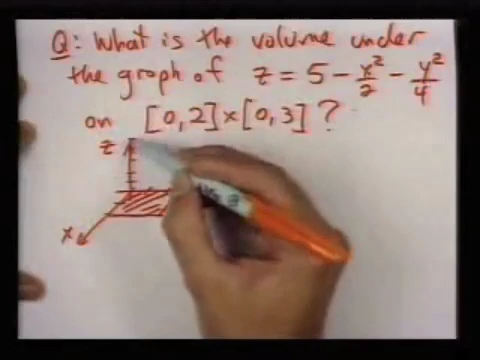 Q: What is the volume under
the graph of z = 5 - x²/2 - y²/4
on [0,2]×[0,3]?
z
x